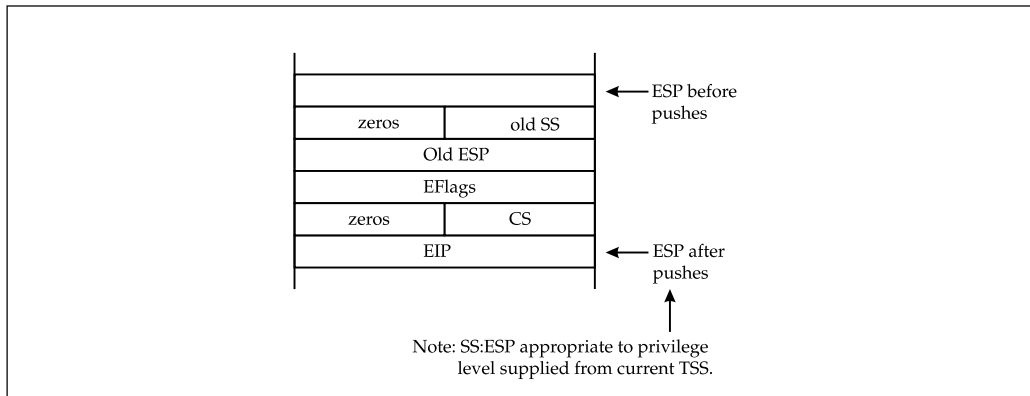 ESP before
pushes
zeros old SS
Old ESP
EFlags
zeros CS
EIP
ESP after
pushes
Note: SS:ESP appropriate to privilege
level supplied from current TSS.